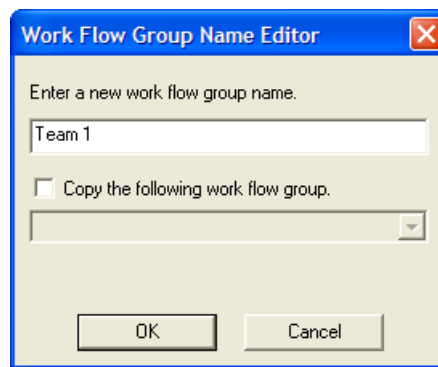 Work Flow Group Name Editor
Enter a new work flow group name.
Team 1
Copy the following work flow group.
OK Cancel